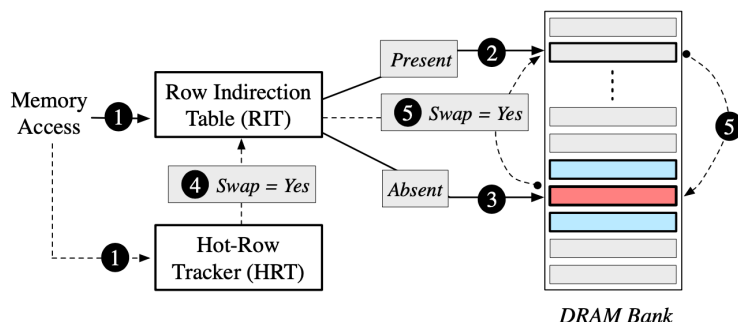 Present
2
Memory
Access
1
Row Indirection
Table (RIT)
5 Swap = Yes
5
4 Swap = Yes
Absent
3
1
Hot-Row
Tracker (HRT)
DRAM Bank